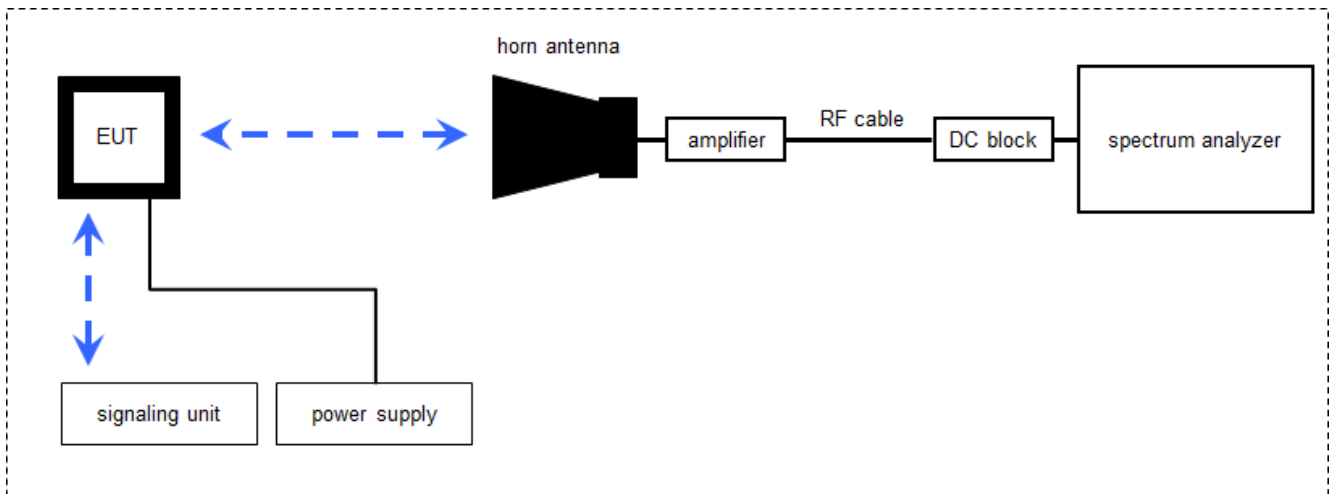 horn antenna
EUT
amplifier
RF cable
DC block
spectrum analyzer
signaling unit
power supply